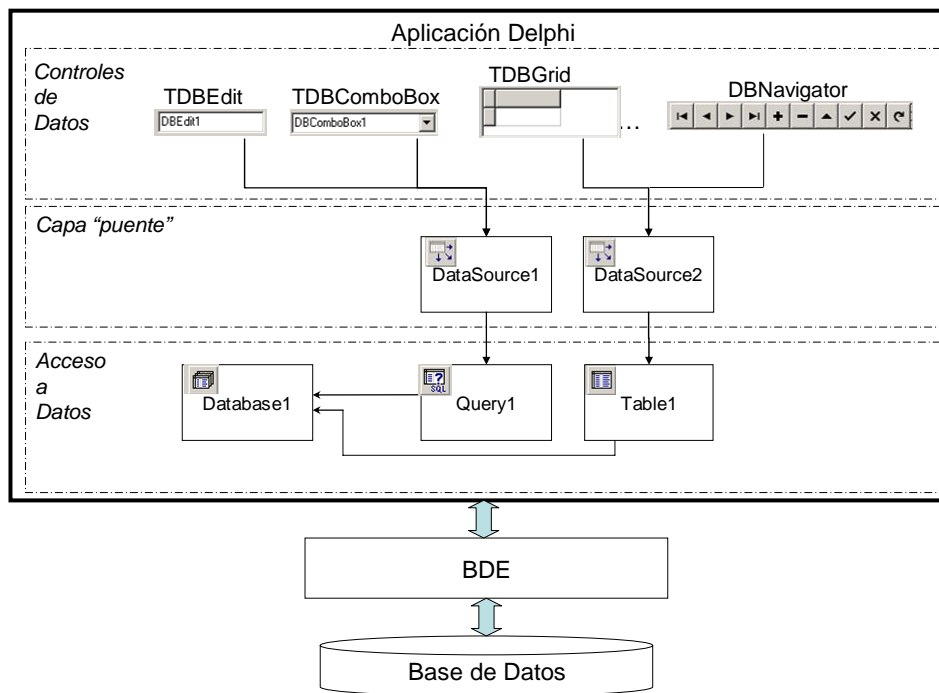 Aplicación Delphi
Controles
de
Datos
TDBEdit
DBEdit1
TDBComboBox
DBComboBox1
TDBGrid
...
DBNavigator
Capa “puente”
DataSource1
DataSource2
Acceso
a
Datos
Database1
SQL
Query1
Table1
BDE
Base de Datos